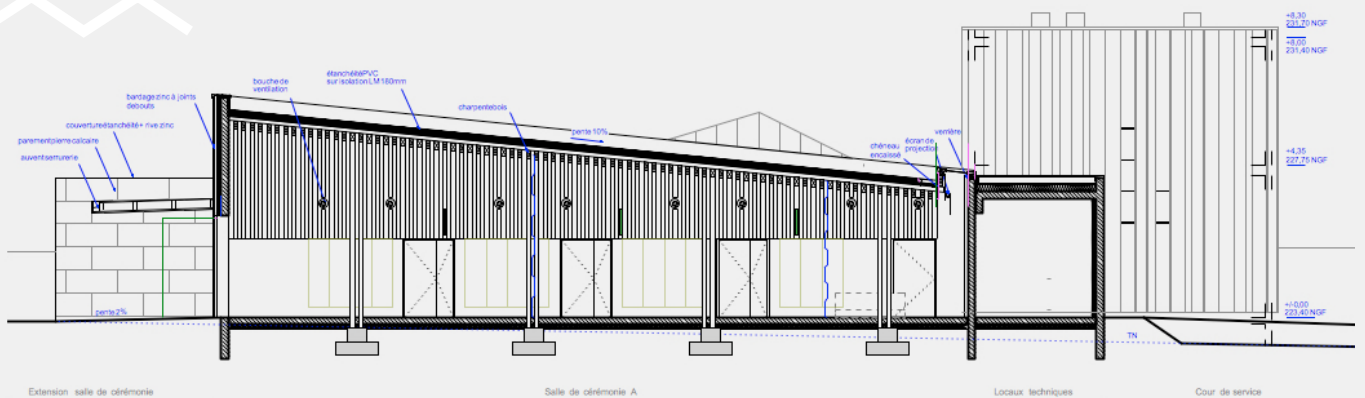 +8,30
231,70 NGF
+8,00
231,40 NGF
étanchéitéPVC
sur isolation LM 180mm
bouche de
ventilation
bardage zinc à joints
debouts
charpente bois
couverture étanchéité + rive zinc
pente 10%
verrière
écran de
projection
chéneau
encaissé
parement pierre calcaire
auvent serrurerie
+4,35
227,75 NGF
pente 2%
+/-0,00
223,40 NGF
TN
Extension salle de cérémonie
Salle de cérémonie A
Locaux techniques
Cour de service